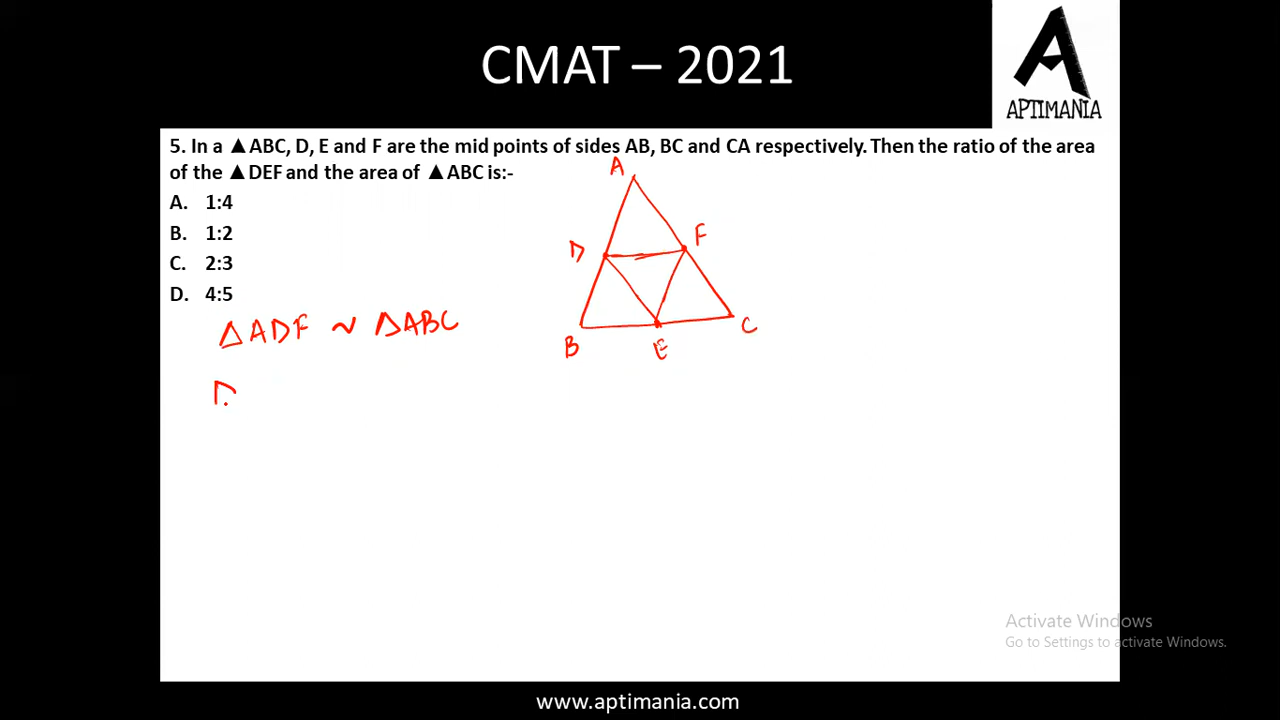 CMAT – 2021
APTIMANIA
5. In a ▲ABC, D, E and F are the mid points of sides AB, BC and CA respectively. Then the ratio of the area
of the ▲DEF and the area of ▲ABC is:-
A. 1:4
B. 1:2
C. 2:3
D. 4:5
A
D
F
B
E
C
△ADF ~ △ABC
D
Activate Windows
Go to Settings to activate Windows.
www.aptimania.com